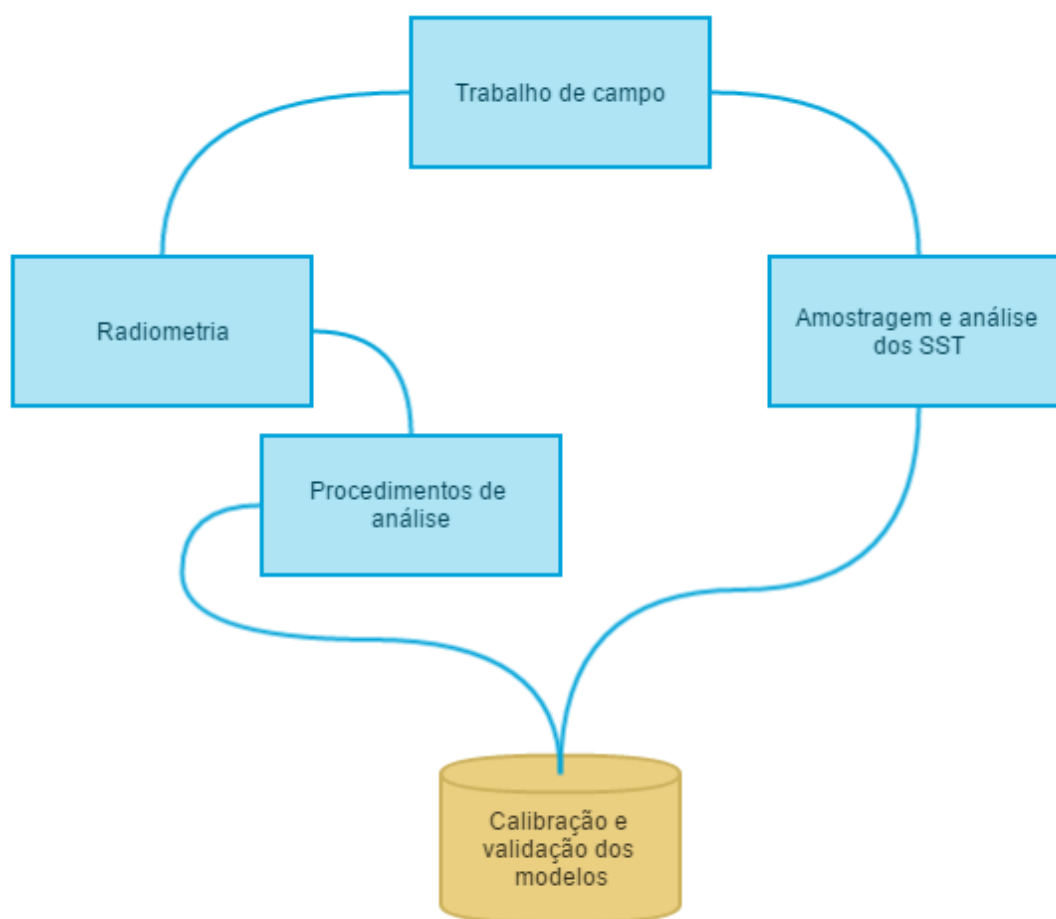 Trabalho de campo
Radiometria
Amostragem e análise
dos SST
Procedimentos de
análise
Calibração e
validação dos
modelos